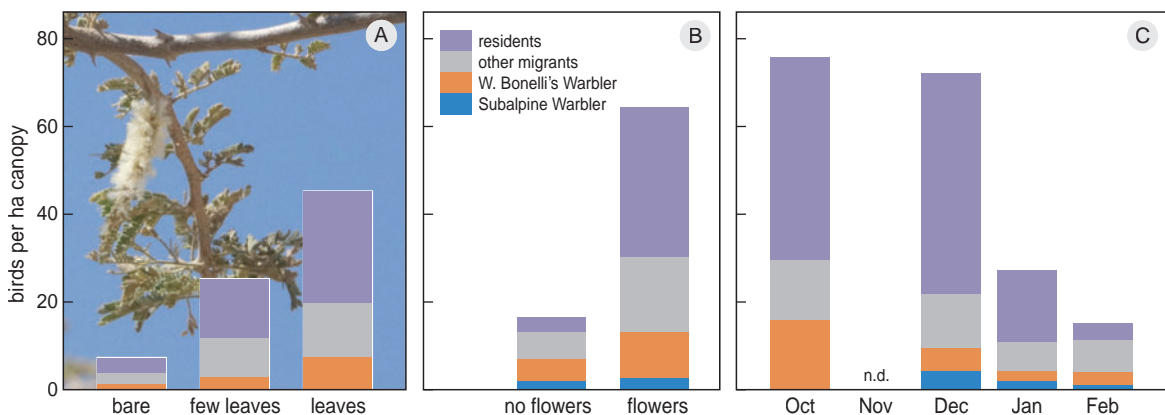 birds per ha canopy
80
60
40
20
0
A
bare
few leaves
leaves
B
residents
other migrants
W. Bonelli's Warbler
Subalpine Warbler
no flowers
flowers
C
n.d.
Oct
Nov
Dec
Jan
Feb